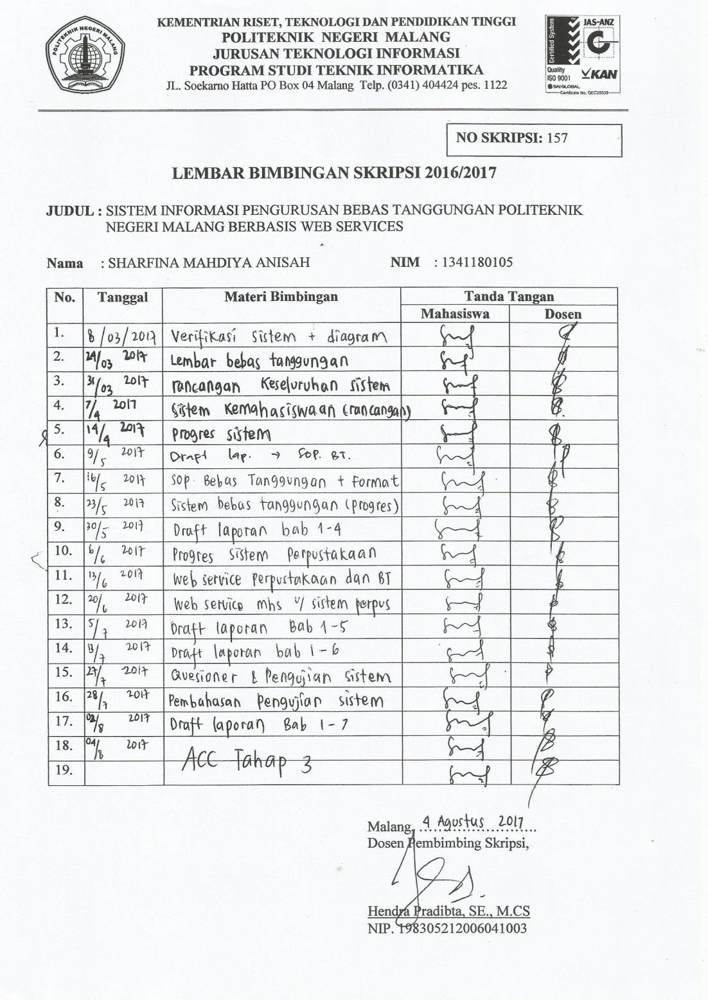 POLITEKNIK NEGERI MALANG
KEMENTRIAN RISET, TEKNOLOGI DAN PENDIDIKAN TINGGI
POLITEKNIK NEGERI MALANG
JURUSAN TEKNOLOGI INFORMASI
PROGRAM STUDI TEKNIK INFORMATIKA
JL. Soekarno Hatta PO Box 04 Malang Telp. (0341) 404424 pes. 1122
Certified System
JAS-ANZ
Quality
ISO 9001
KAN
SAI GLOBAL
Certificate No. QEC25539
NO SKRIPSI: 157
LEMBAR BIMBINGAN SKRIPSI 2016/2017
JUDUL : SISTEM INFORMASI PENGURUSAN BEBAS TANGGUNGAN POLITEKNIK
NEGERI MALANG BERBASIS WEB SERVICES
Nama : SHARFINA MAHDIYA ANISAH NIM : 1341180105
No. Tanggal Materi Bimbingan Tanda Tangan
Mahasiswa Dosen
1. 8/03/2017 Verifikasi sistem + diagram
2. 24/03 2017 Lembar bebas tanggungan
3. 31/03 2017 rancangan Keseluruhan sistem
4. 7/4 2017 Sistem Kemahasiswaan (rancangan)
5. 14/4 2017 progres sistem
6. 9/5 2017 Draft lap. → SOP. BT.
7. 16/5 2017 SOP. Bebas Tanggungan + Format
8. 23/5 2017 Sistem bebas tanggungan (progres)
9. 30/5 2017 Draft laporan bab 1-4
10. 6/6 2017 Progres sistem Perpustakaan
11. 13/6 2017 Web service perpustakaan dan BT
12. 20/6 2017 Web service mhs u/ sistem perpus
13. 5/7 2017 Draft laporan Bab 1-5
14. /7 2017 Draft laporan bab 1-6
15. 27/7 2017 Quesioner & Pengujian sistem
16. 28/7 2017 Pembahasan Pengujian sistem
17. 02/8 2017 Draft laporan Bab 1-7
18. 04/8 2017 ACC Tahap 3
19.
Malang, 4 Agustus 2017
Dosen Pembimbing Skripsi,
Hendra Pradibta, SE., M.CS
NIP. 198305212006041003